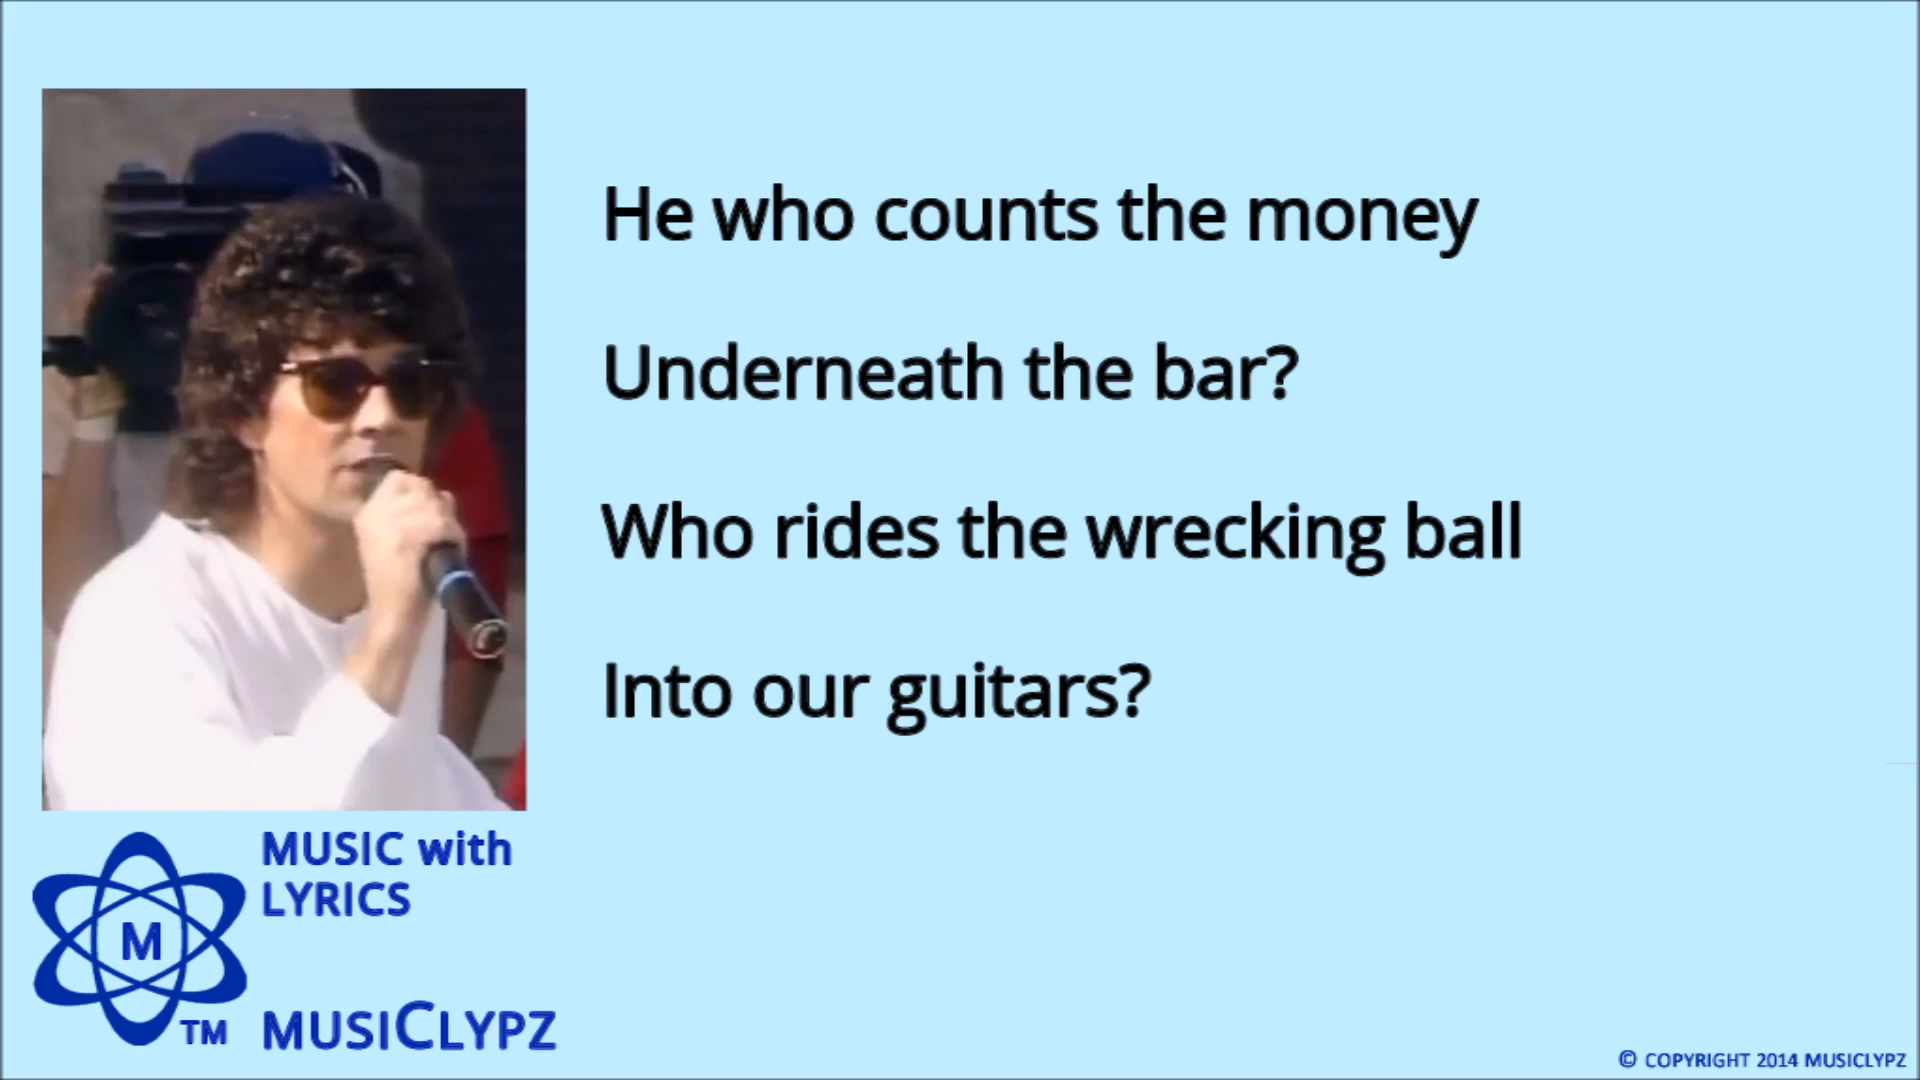 He who counts the money
Underneath the bar?
Who rides the wrecking ball
Into our guitars?
MUSIC with
LYRICS
M
TM
MUSICLYPZ
© COPYRIGHT 2014 MUSICLYPZ